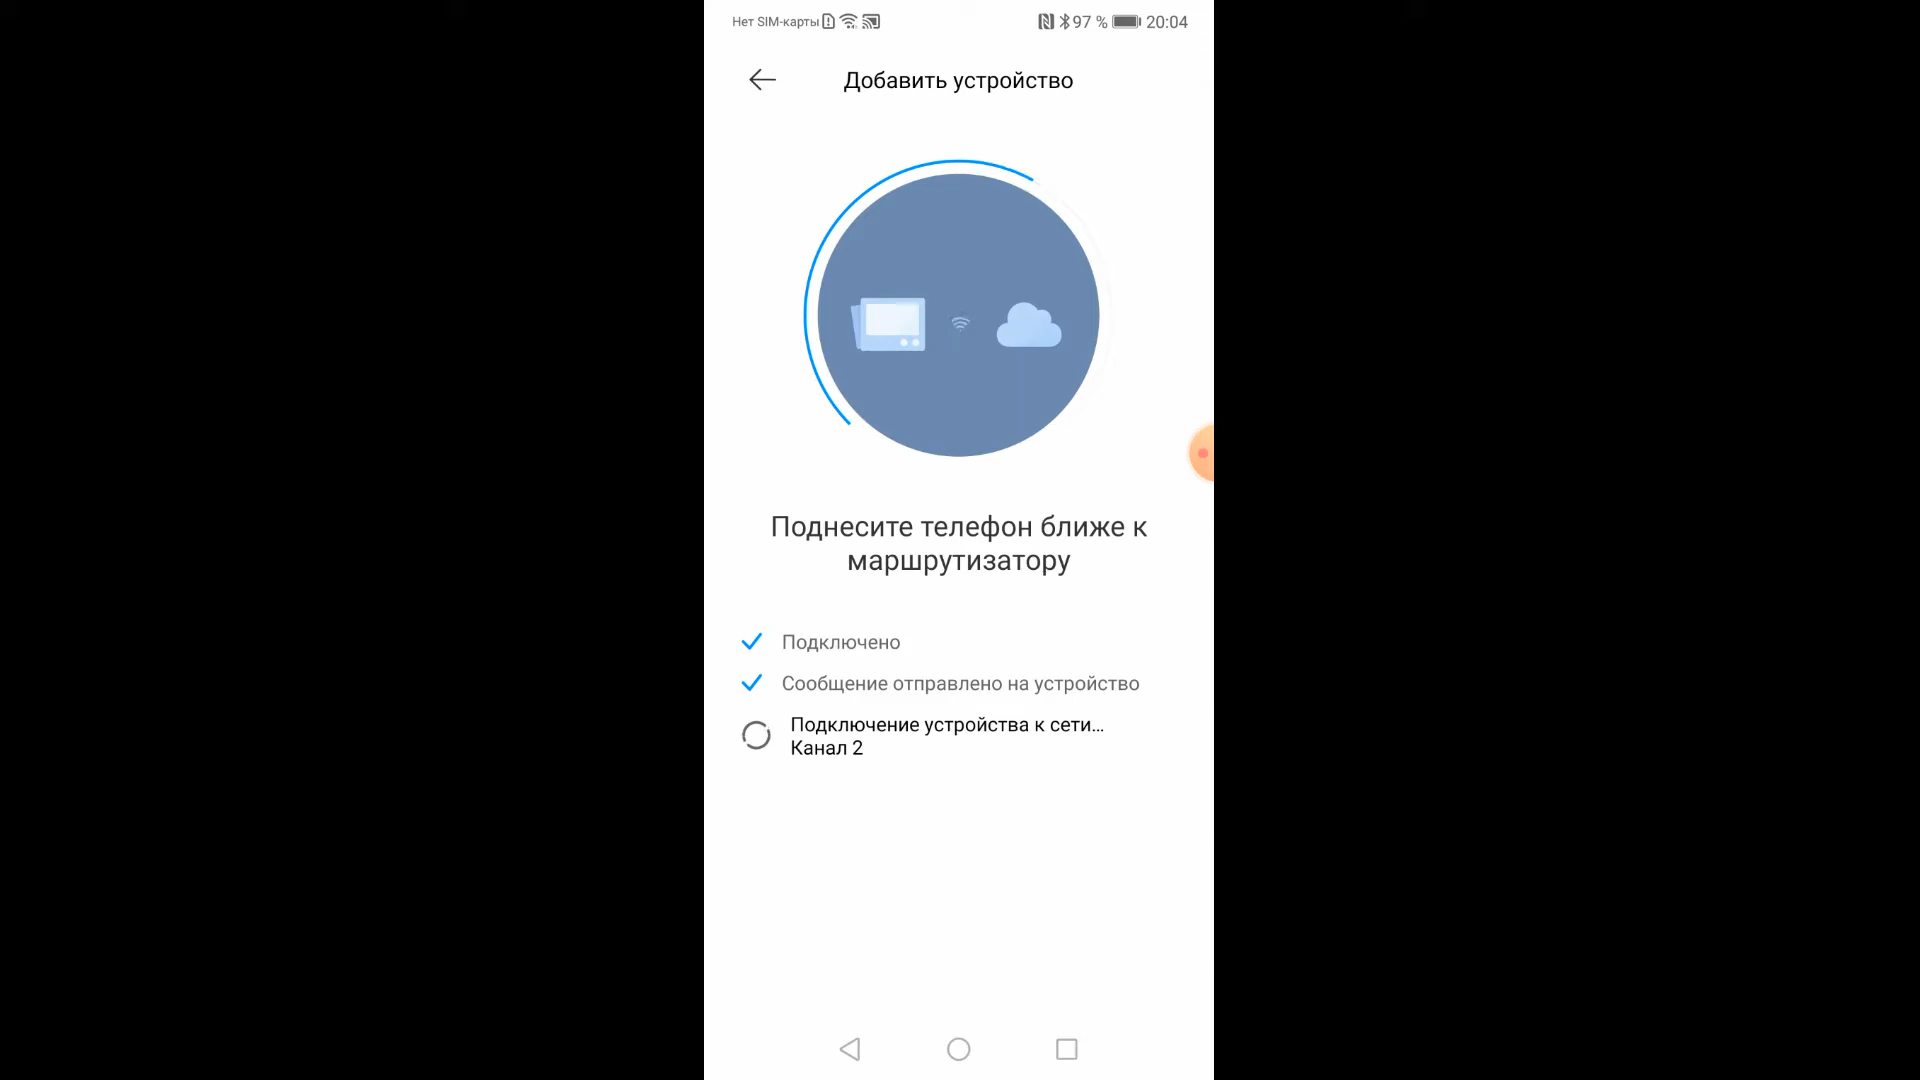 Нет SIM-карты
97 %
20:04
Добавить устройство
Поднесите телефон ближе к
маршрутизатору
Подключено
Сообщение отправлено на устройство
Подключение устройства к сети...
Канал 2